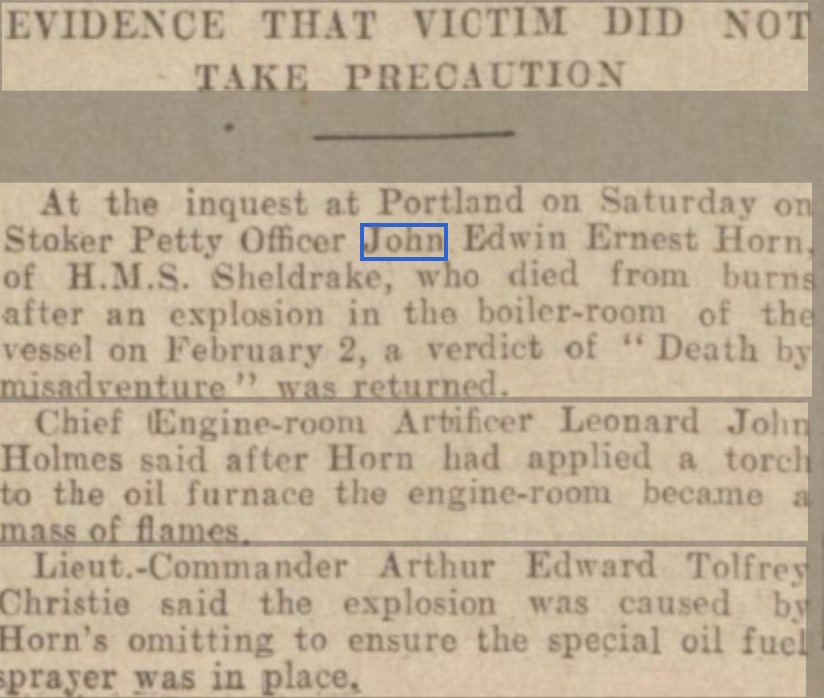 EVIDENCE THAT VICTIM DID NOT
TAKE PRECAUTION
At the inquest at Portland on Saturday on
Stoker Petty Officer John Edwin Ernest Horn,
of H.M.S. Sheldrake, who died from burns
after an explosion in the boiler-room of the
vessel on February 2, a verdict of “Death by
misadventure” was returned.
Chief Engine-room Artificer Leonard John
Holmes said after Horn had applied a torch
to the oil furnace the engine-room became a
mass of flames.
Lieut.-Commander Arthur Edward Tolfrey
Christie said the explosion was caused by
Horn's omitting to ensure the special oil fuel
sprayer was in place.